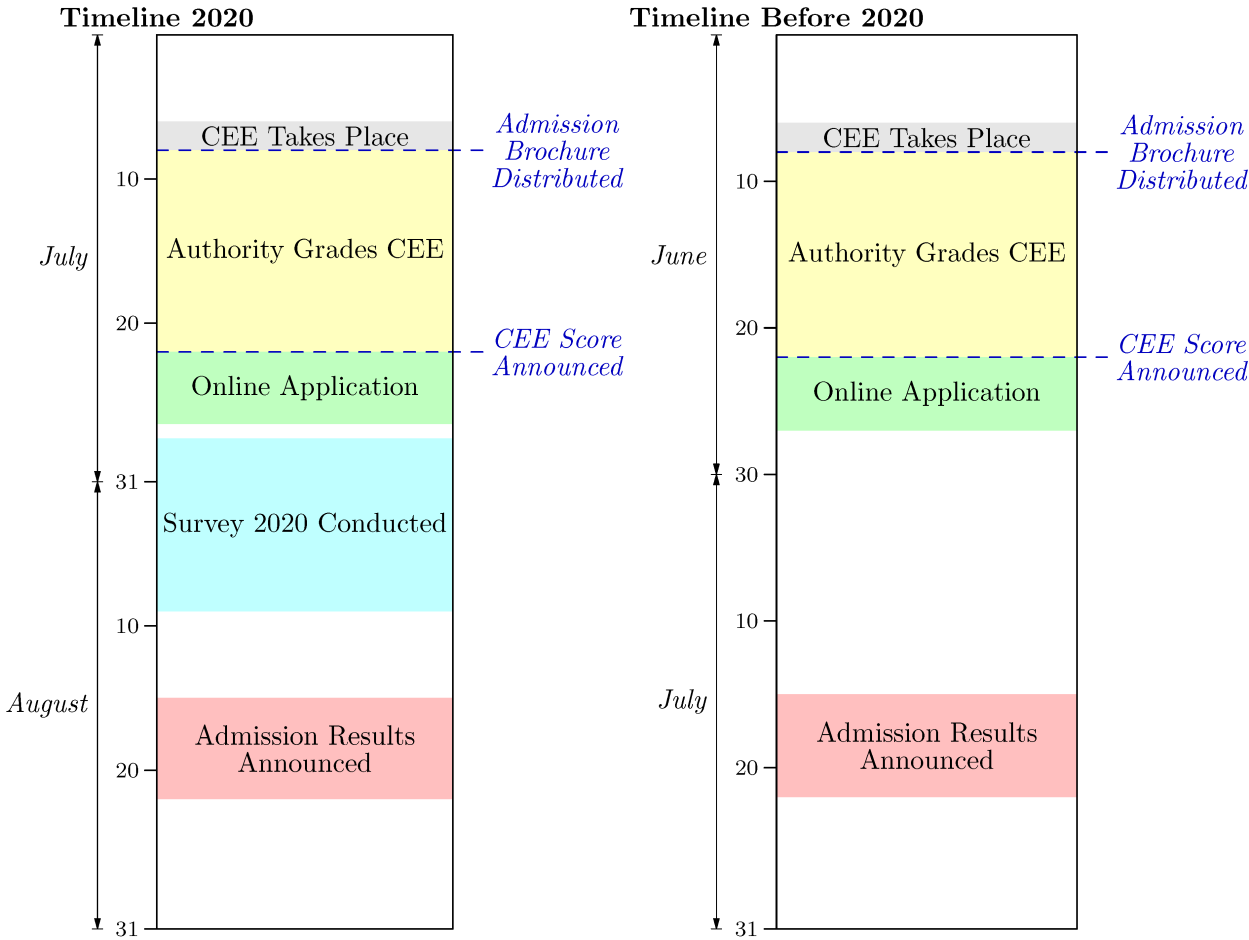 Timeline 2020
CEE Takes Place
Admission
Brochure
Distributed
10
July
Authority Grades CEE
20
CEE Score
Announced
Online Application
31
Survey 2020 Conducted
10
August
Admission Results
Announced
20
31
Timeline Before 2020
CEE Takes Place
Admission
Brochure
Distributed
10
June
Authority Grades CEE
20
CEE Score
Announced
Online Application
30
10
July
Admission Results
Announced
20
31